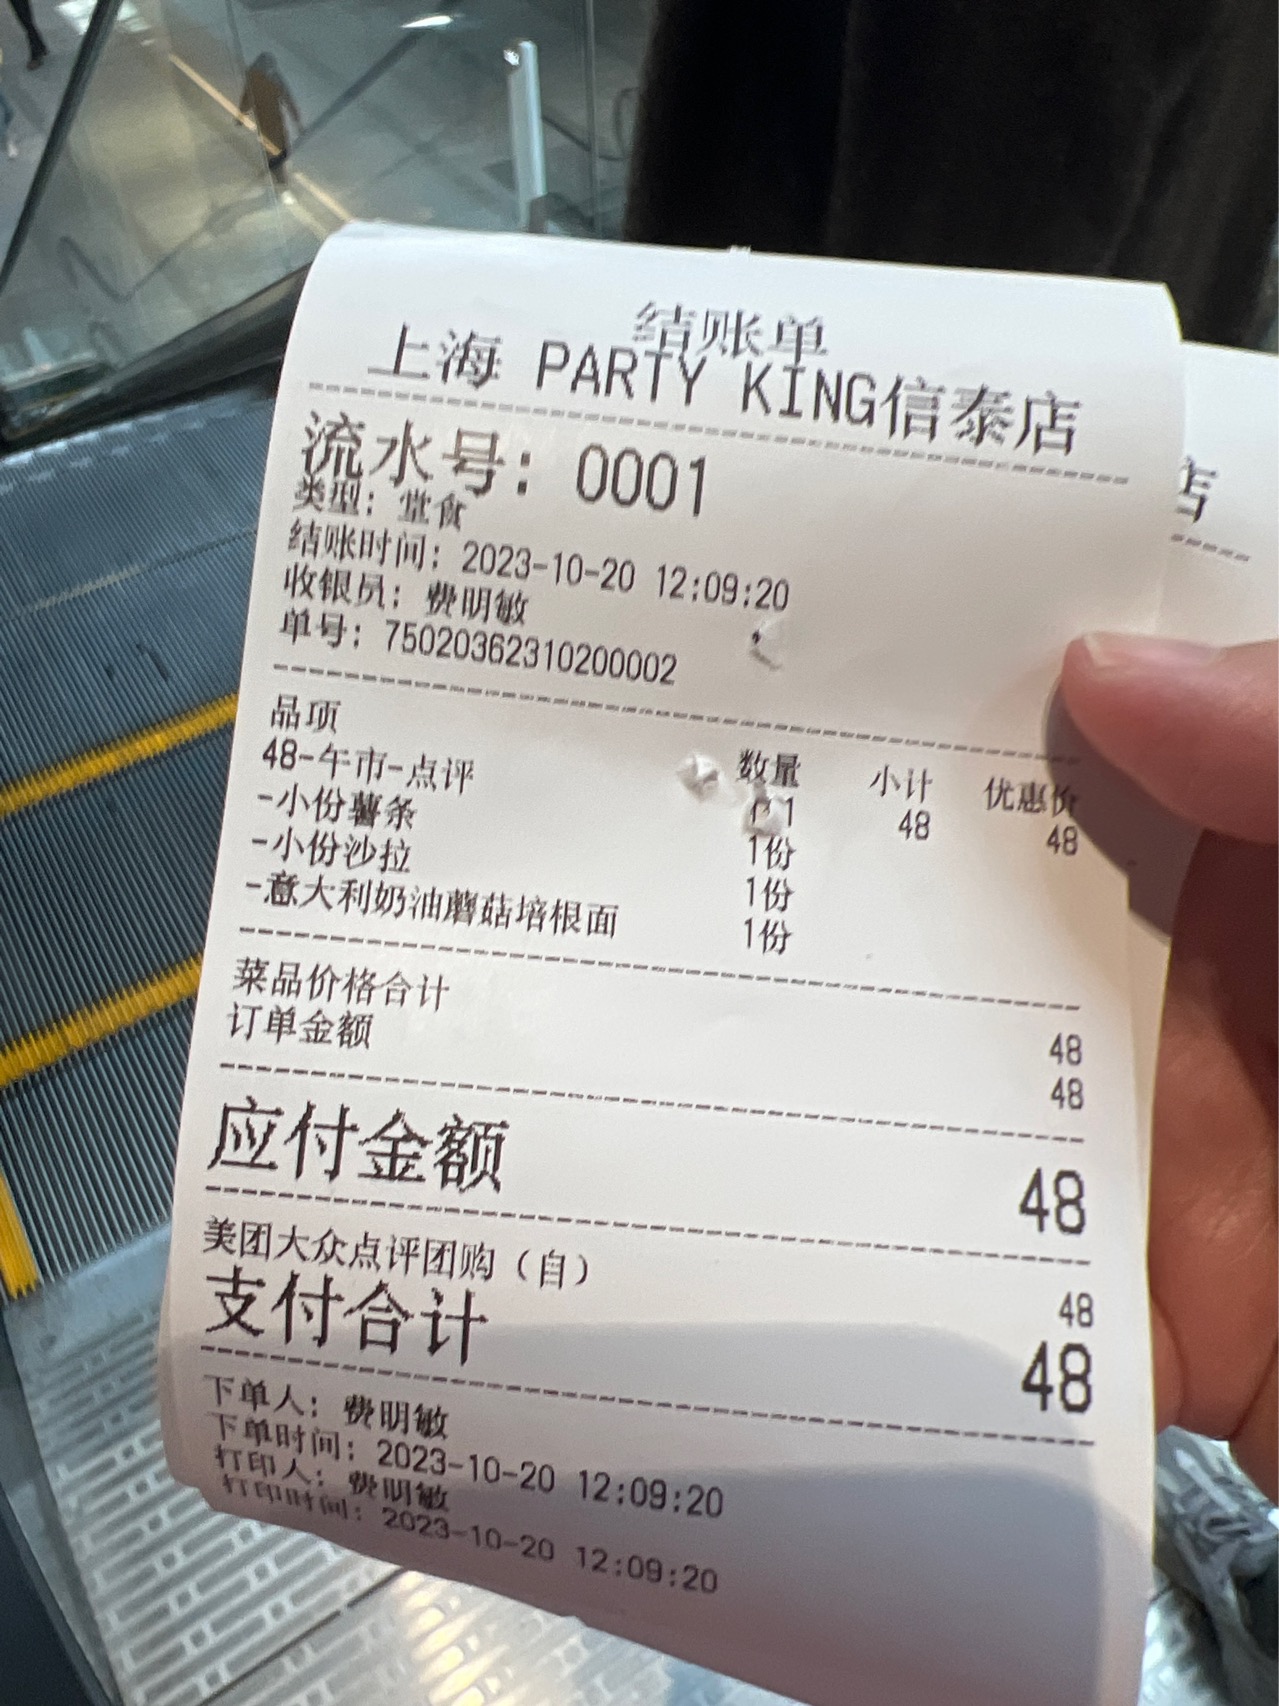 结账单
上海 PARTY KING信泰店
流水号: 0001
类型: 堂食
结账时间: 2023-10-20 12:09:20
收银员: 费明敏
单号: 75020362310200002
品项 数量 小计 优惠价
48-午市-点评 1 48 48
-小份薯条 1份
-小份沙拉 1份
-意大利奶油蘑菇培根面 1份
菜品价格合计 48
订单金额 48
应付金额 48
美团大众点评团购(自) 48
支付合计 48
下单人: 费明敏
下单时间: 2023-10-20 12:09:20
打印人: 费明敏
打印时间: 2023-10-20 12:09:20
店